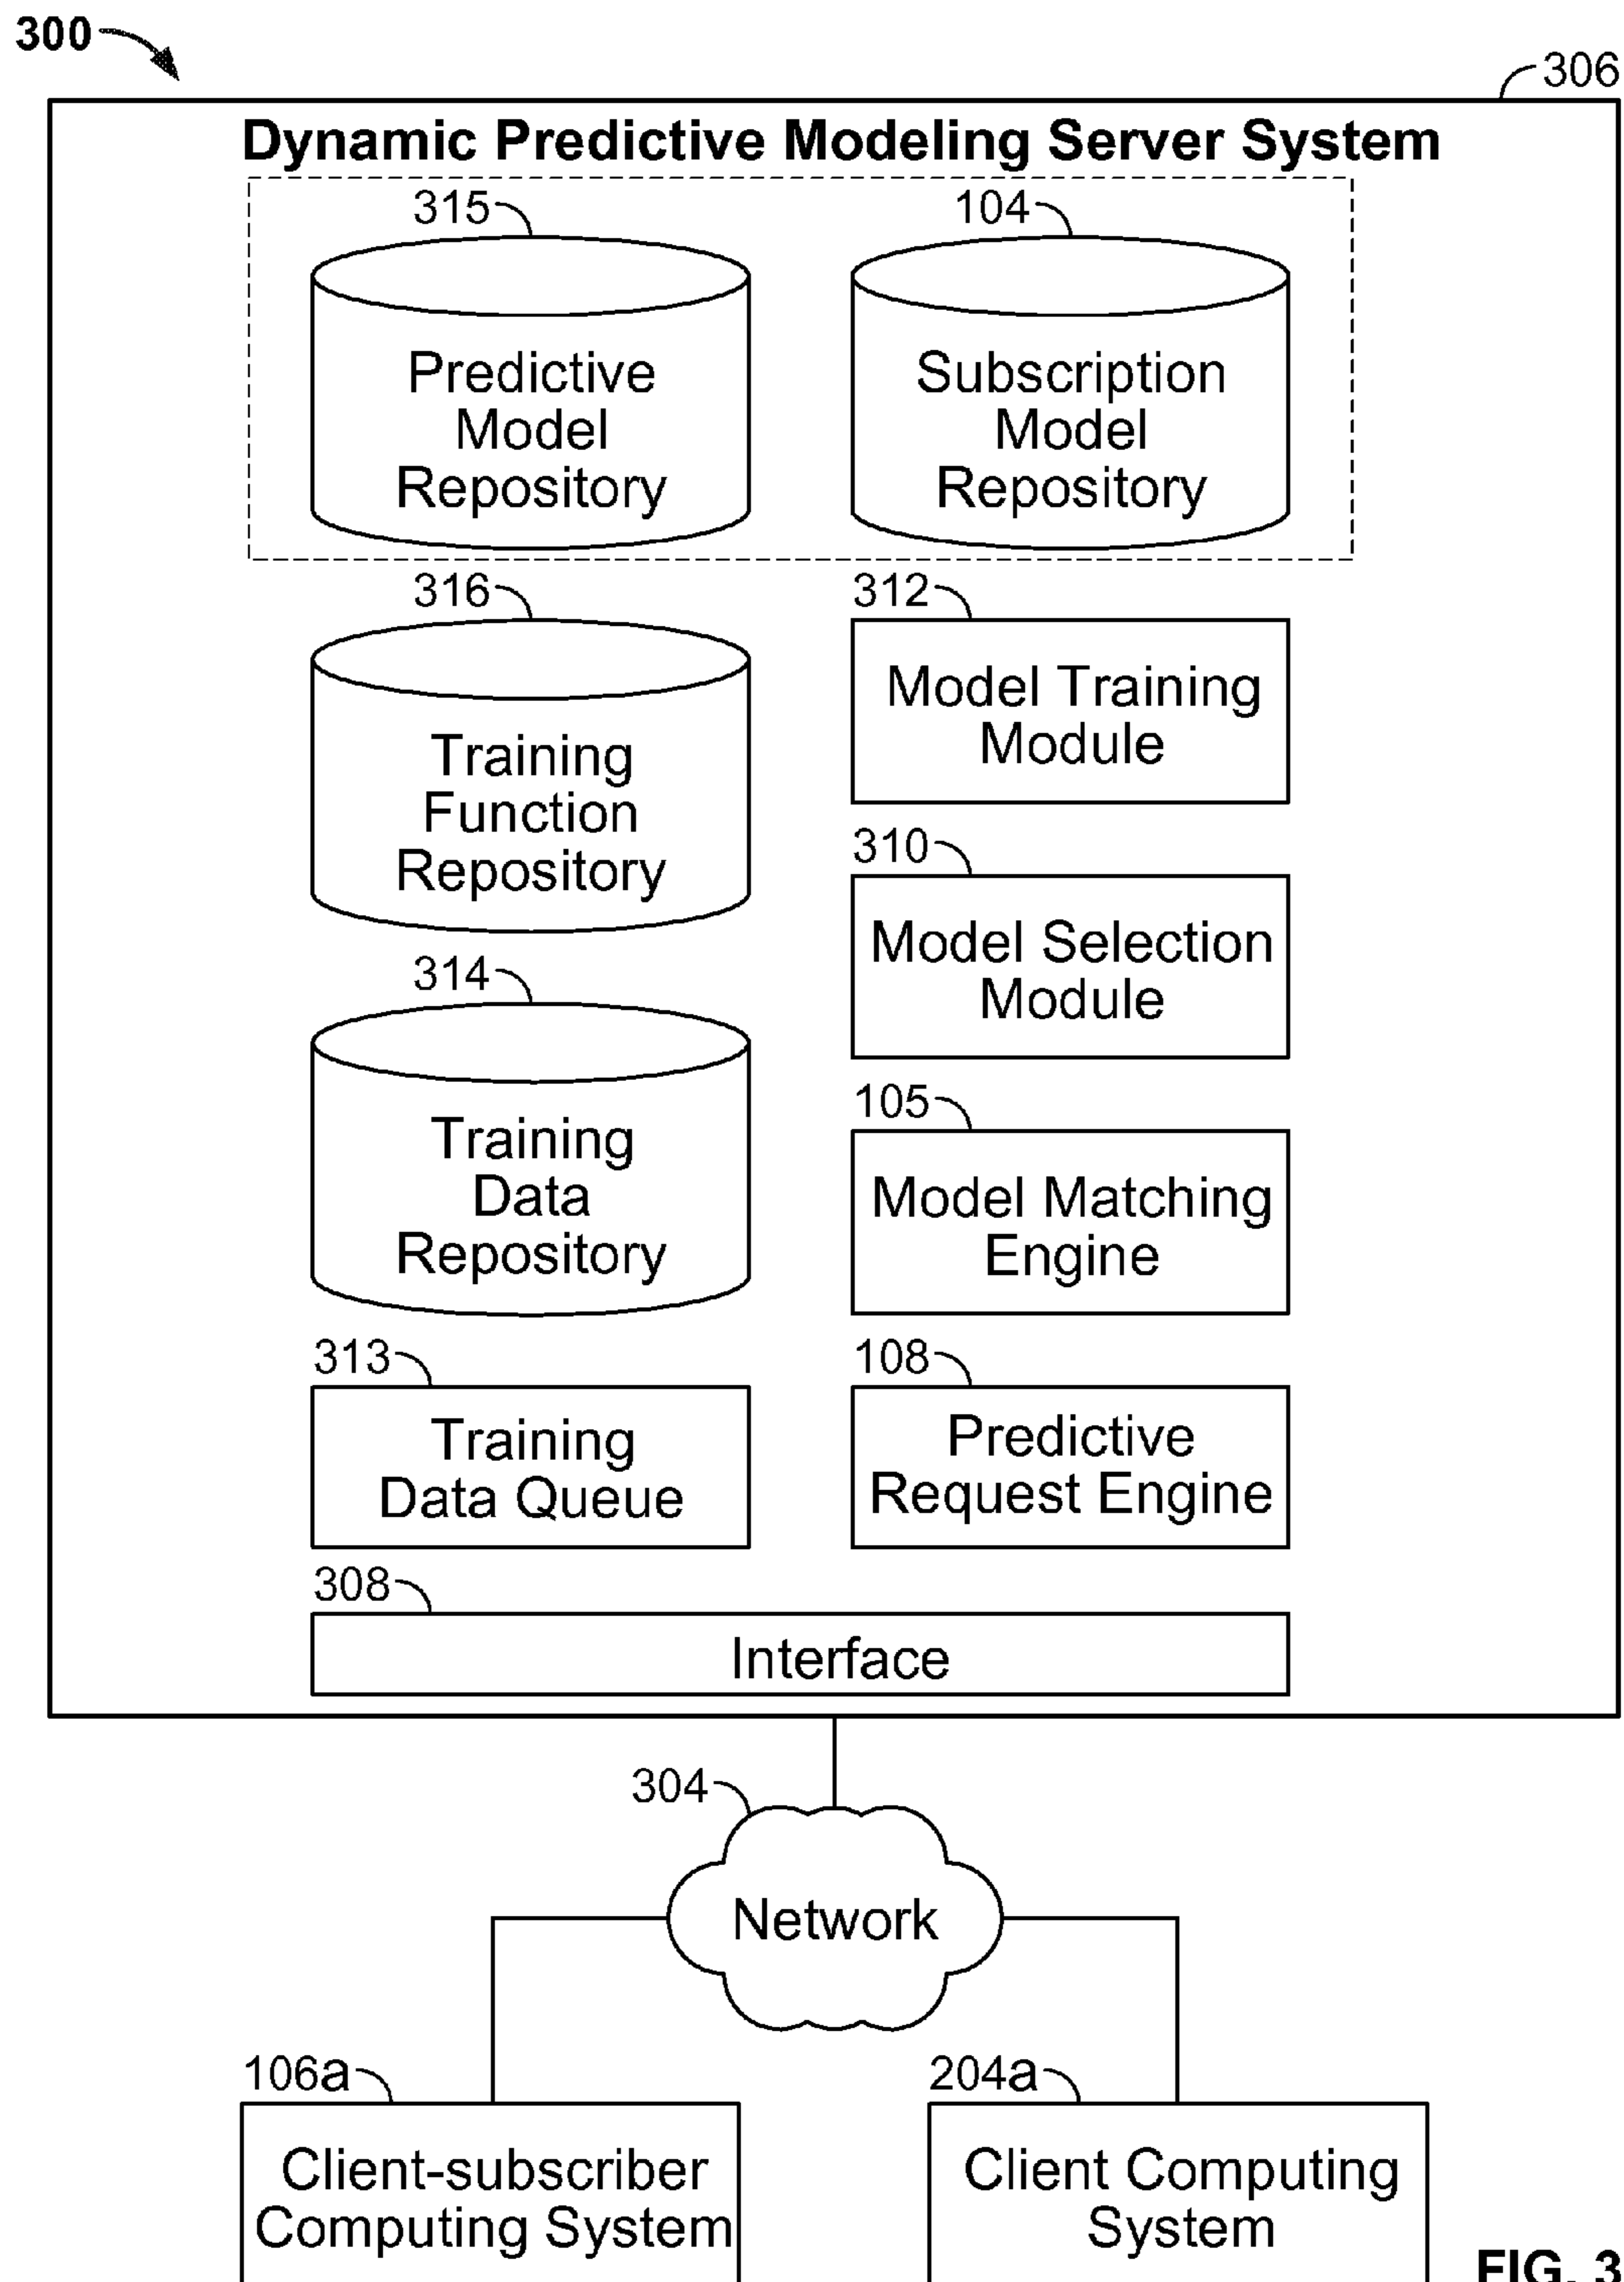 300
306
Dynamic Predictive Modeling Server System
315
104
Predictive
Model
Repository
Subscription
Model
Repository
316
312
Training
Function
Repository
Model Training
Module
310
Model Selection
Module
314
Training
Data
Repository
105
Model Matching
Engine
313
108
Training
Data Queue
Predictive
Request Engine
308
Interface
304
Network
106a
204a
Client-subscriber
Computing System
Client Computing
System
FIG. 3